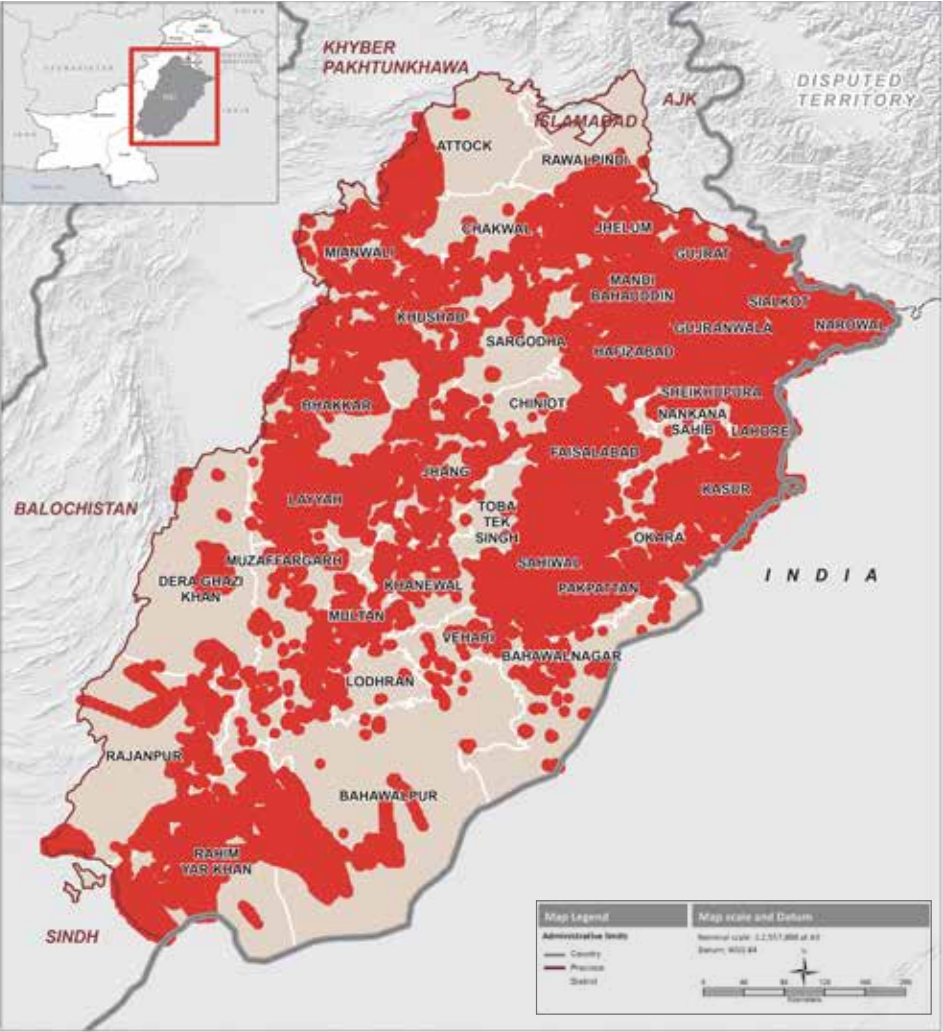 KHYBER
PAKHTUNKHAWA
DISPUTED
TERRITORY
AJK
ISLAMABAD
ATTOCK
RAWALPINDI
CHAKWAL
JHELUM
MIANWALI
GUJRAT
MANDI
BAHAUDDIN
SIALKOT
KHUSHAB
GUJRANWALA
NAROWAL
SARGODHA
HAFIZABAD
SHEIKHUPURA
BHAKKAR
CHINIOT
NANKANA
SAHIB
LAHORE
FAISALABAD
JHANG
KASUR
LAYYAH
BALOCHISTAN
TOBA
TEK
SINGH
OKARA
MUZAFFARGARH
SAHIWAL
DERA GHAZI
KHAN
KHANEWAL
PAKPATTAN
INDIA
MULTAN
VEHARI
BAHAWALNAGAR
LODHRAN
RAJANPUR
BAHAWALPUR
RAHIM
YAR KHAN
SINDH
Map Legend
Administrative limits
Country
Province
District
Map scale and Datum
Kilometers